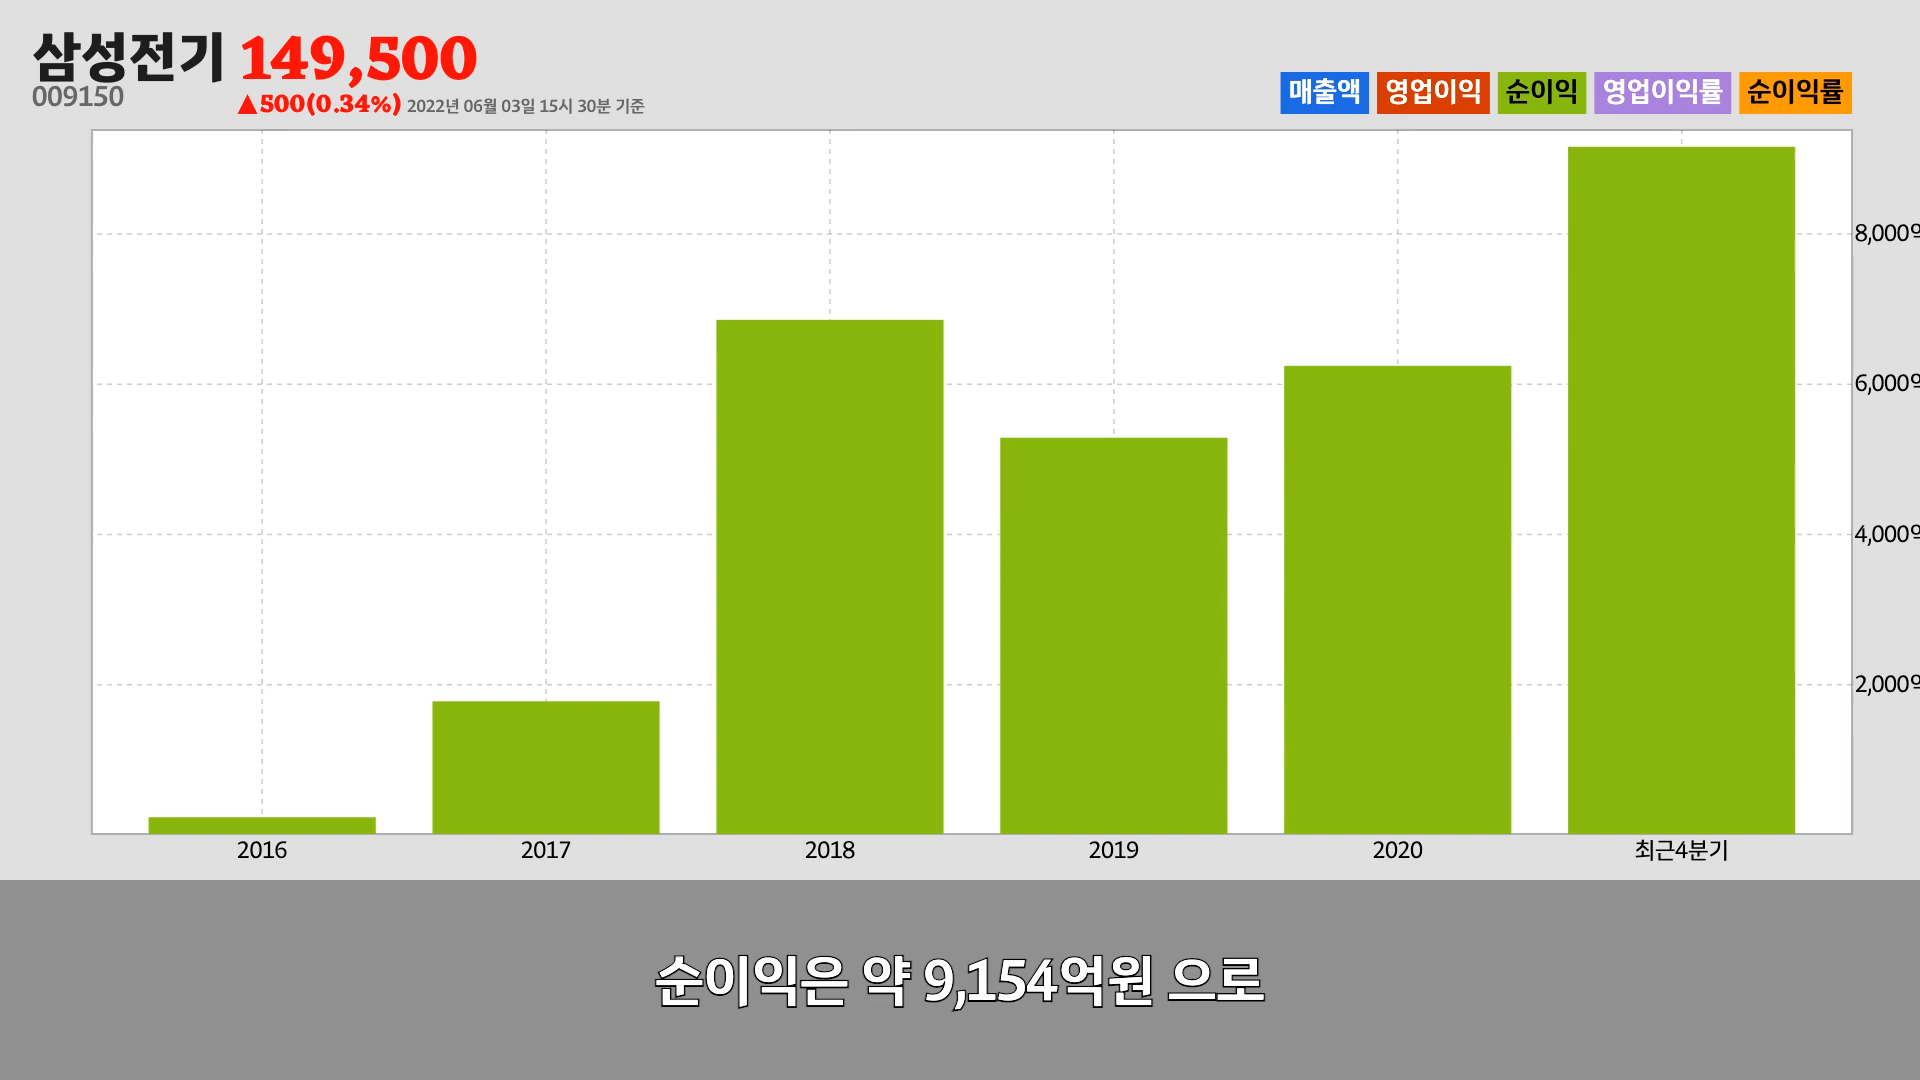 삼성전기 149,500
009150
▲500(0.34%) 2022년 06월 03일 15시 30분 기준
매출액 영업이익 순이익 영업이익률 순이익률
8,000
6,000
4,000
2,000
2016 2017 2018 2019 2020 최근4분기
순이익은 약 9,154억원 으로